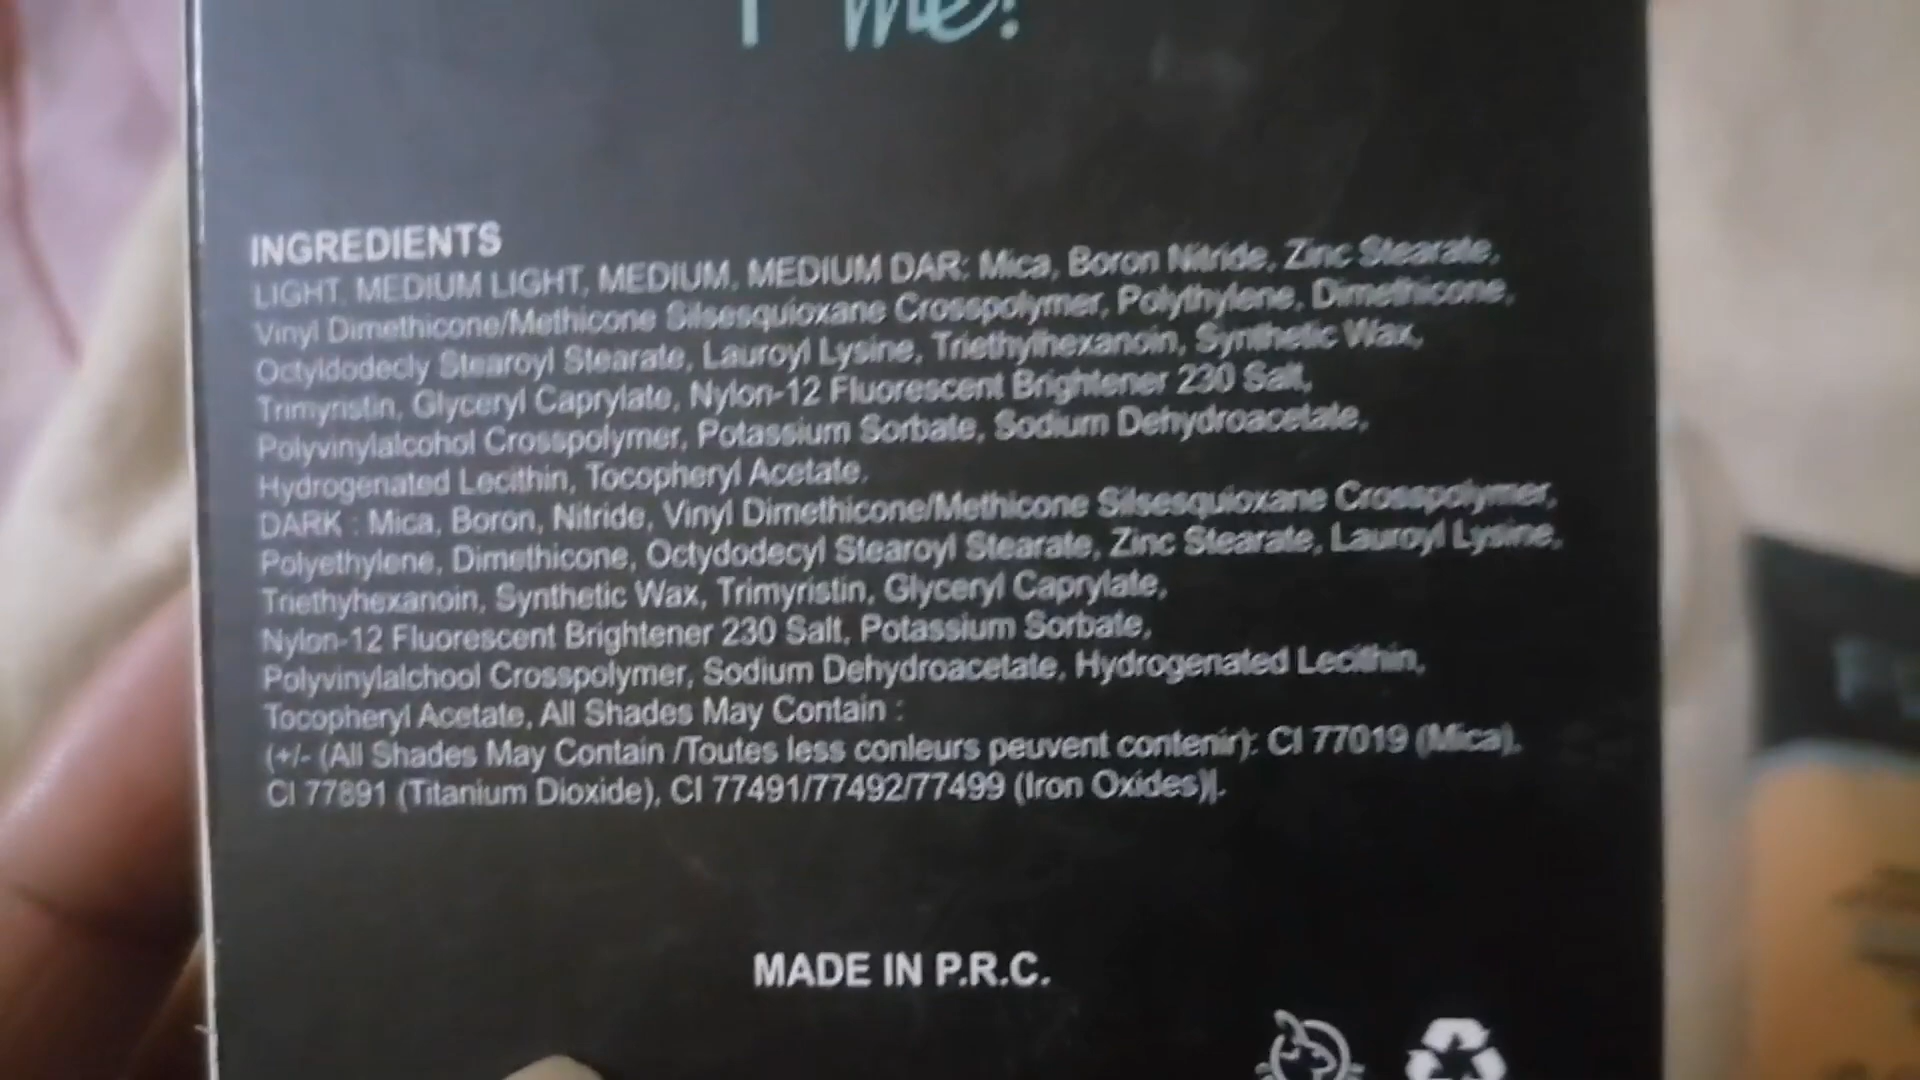 me!
INGREDIENTS
LIGHT, MEDIUM LIGHT, MEDIUM, MEDIUM DAR: Mica, Boron Nitride, Zinc Stearate,
Vinyl Dimethicone/Methicone Silsesquioxane Crosspolymer, Polythylene, Dimethicone,
Octyldodecly Stearoyl Stearate, Lauroyl Lysine, Triethylhexanoin, Synthetic Wax,
Trimyristin, Glyceryl Caprylate, Nylon-12 Fluorescent Brightener 230 Salt,
Polyvinylalcohol Crosspolymer, Potassium Sorbate, Sodium Dehydroacetate,
Hydrogenated Lecithin, Tocopheryl Acetate.
DARK : Mica, Boron, Nitride, Vinyl Dimethicone/Methicone Silsesquioxane Crosspolymer,
Polyethylene, Dimethicone, Octydodecyl Stearoyl Stearate, Zinc Stearate, Lauroyl Lysine,
Triethyhexanoin, Synthetic Wax, Trimyristin, Glyceryl Caprylate,
Nylon-12 Fluorescent Brightener 230 Salt, Potassium Sorbate,
Polyvinylalchool Crosspolymer, Sodium Dehydroacetate, Hydrogenated Lecithin,
Tocopheryl Acetate, All Shades May Contain :
(+/- (All Shades May Contain /Toutes less conleurs peuvent contenir): CI 77019 (Mica),
CI 77891 (Titanium Dioxide), CI 77491/77492/77499 (Iron Oxides)].
MADE IN P.R.C.